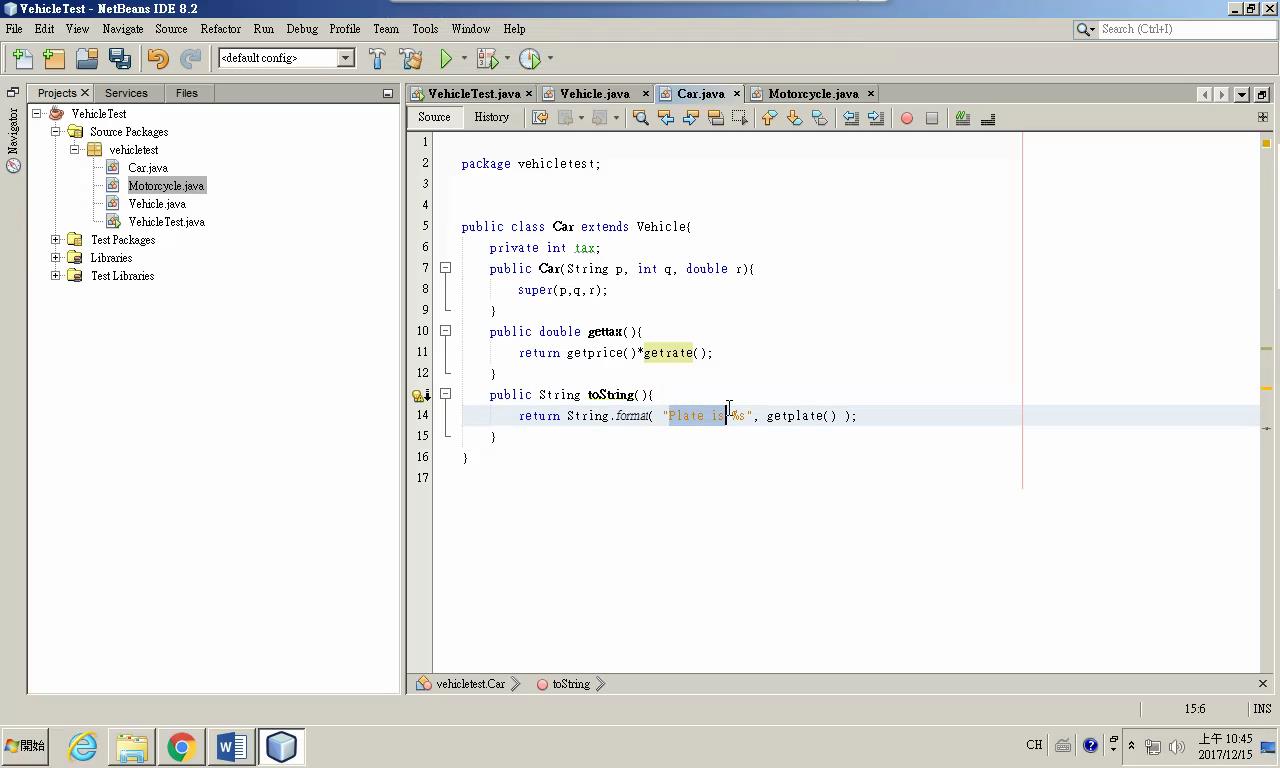 VehicleTest - NetBeans IDE 8.2
File Edit View Navigate Source Refactor Run Debug Profile Team Tools Window Help
Search (Ctrl+I)
<default config>
Projects Services Files
VehicleTest.java Vehicle.java Car.java Motorcycle.java
Navigator
VehicleTest
Source Packages
vehicletest
Car.java
Motorcycle.java
Vehicle.java
VehicleTest.java
Test Packages
Libraries
Test Libraries
Source History
1
2 package vehicletest;
3
4
5 public class Car extends Vehicle{
6 private int tax;
7 public Car(String p, int q, double r){
8 super(p,q,r);
9 }
10 public double gettax(){
11 return getprice()*getrate();
12 }
public String toString(){
14 return String.format( "Plate is %s", getplate() );
15 }
16 }
17
vehicletest.Car toString
15:6 INS
開始
CH
上午 10:45
2017/12/15